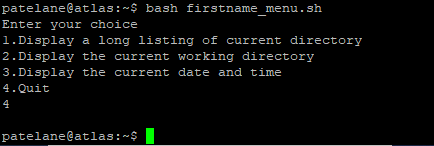 patelane@atlas:~$ bash firstname_menu.sh
Enter your choice
1.Display a long listing of current directory
2.Display the current working directory
3.Display the current date and time
4.Quit
4
patelane@atlas:~$